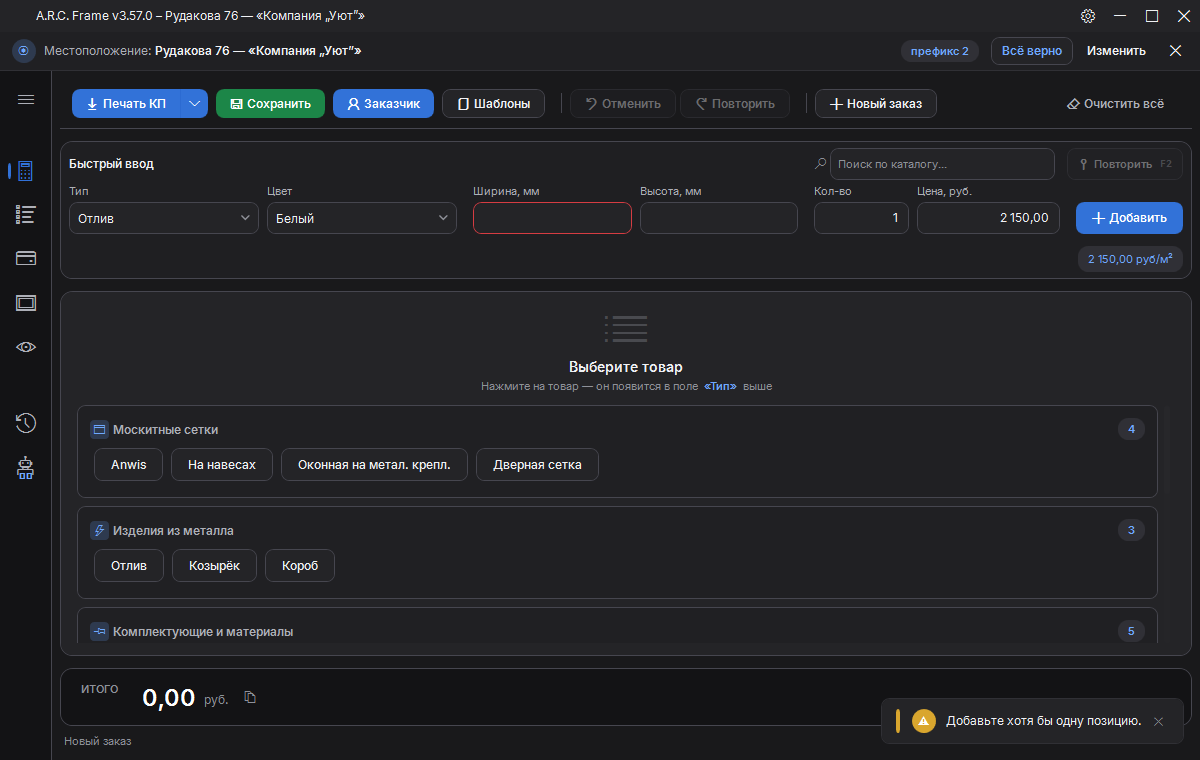 A.R.C. Frame v3.57.0 – Рудакова 76 — «Компания „Уют”»
Местоположение: Рудакова 76 — «Компания „Уют”»
префикс 2
Всё верно
Изменить
Печать КП
Сохранить
Заказчик
Шаблоны
Отменить
Повторить
Новый заказ
Очистить всё
Быстрый ввод
Поиск по каталогу...
Повторить F2
Тип
Цвет
Ширина, мм
Высота, мм
Кол-во
Цена, руб.
Отлив
Белый
1
2 150,00
Добавить
2 150,00 руб/м²
Выберите товар
Нажмите на товар — он появится в поле «Тип» выше
Москитные сетки
4
Anwis
На навесах
Оконная на метал. крепл.
Дверная сетка
Изделия из металла
3
Отлив
Козырёк
Короб
Комплектующие и материалы
5
ИТОГО
0,00 руб.
Добавьте хотя бы одну позицию.
Новый заказ